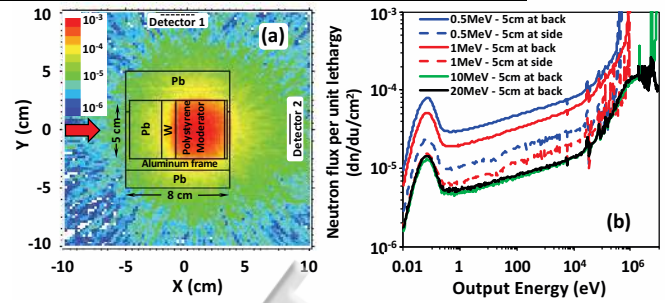 10⁻³
10⁻⁴
10⁻⁵
10⁻⁶
Detector 1
(a)
Pb
Pb
W
Polystyrene
Moderator
5 cm
Aluminum frame
Pb
8 cm
Detector 2
10
5
0
-5
-10
Y (cm)
-10 -5 0 5 10
X (cm)
0.5MeV - 5cm at back
0.5MeV - 5cm at side
1MeV - 5cm at back
1MeV - 5cm at side
10MeV - 5cm at back
20MeV - 5cm at back
(b)
Neutron flux per unit lethargy
(dn/du/cm²)
10⁻³
10⁻⁴
10⁻⁵
10⁻⁶
0.01 1 100 10⁴ 10⁶
Output Energy (eV)